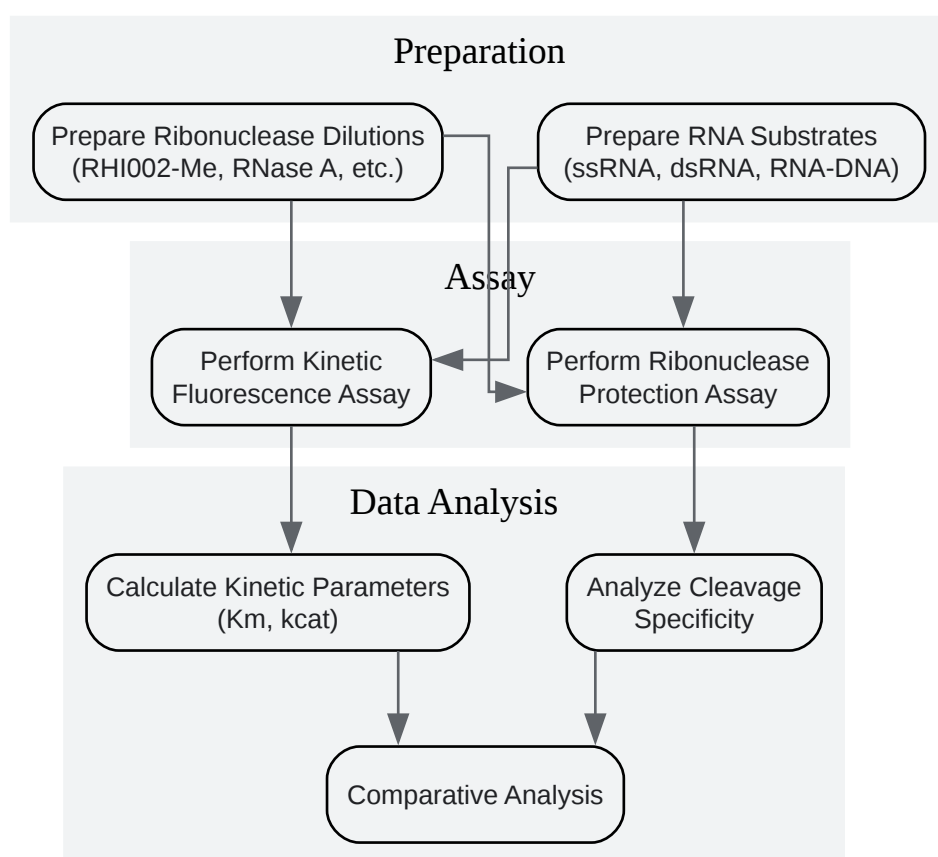 Preparation
Prepare Ribonuclease Dilutions
(RHI002-Me, RNase A, etc.)
Prepare RNA Substrates
(ssRNA, dsRNA, RNA-DNA)
Assay
Perform Kinetic
Fluorescence Assay
Perform Ribonuclease
Protection Assay
Data Analysis
Calculate Kinetic Parameters
(Km, kcat)
Analyze Cleavage
Specificity
Comparative Analysis